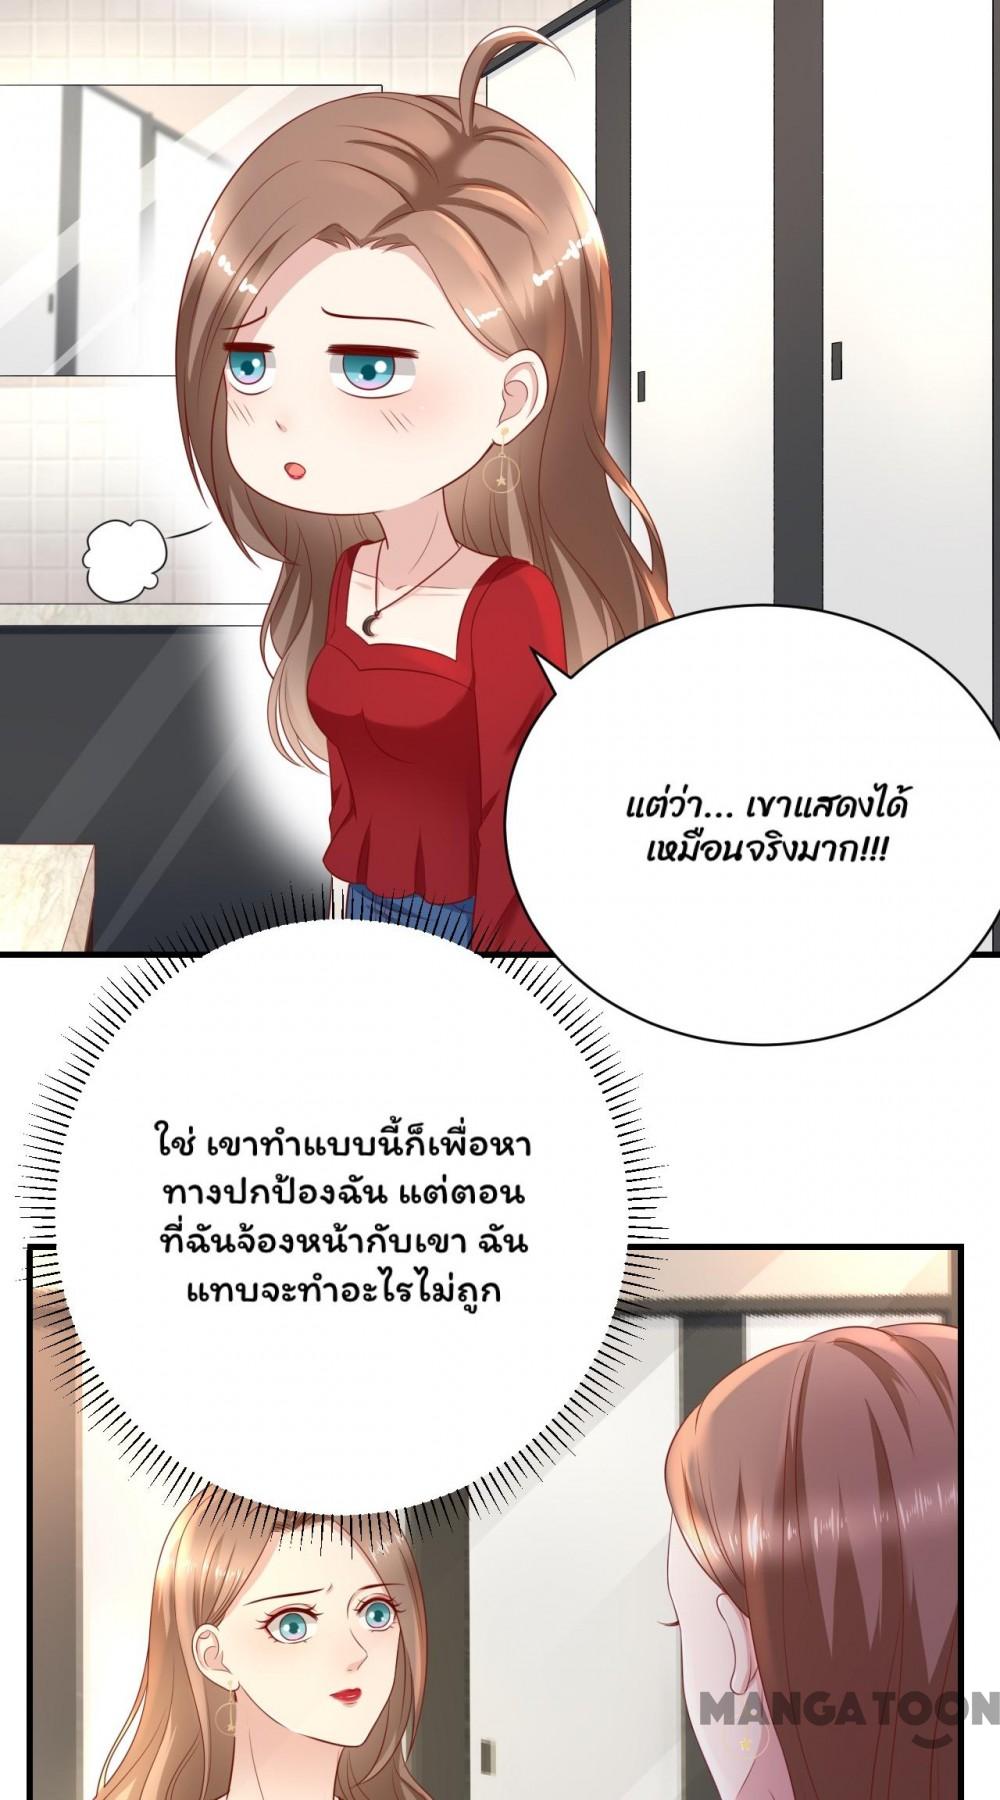 แต่ว่า... เขาแสดงได้
เหมือนจริงมาก!!!
ใช่ เขาทำแบบนี้ก็เพื่อหา
ทางปกป้องฉัน แต่ตอน
ที่ฉันจ้องหน้ากับเขา ฉัน
แทบจะทำอะไรไม่ถูก
MANGATOON